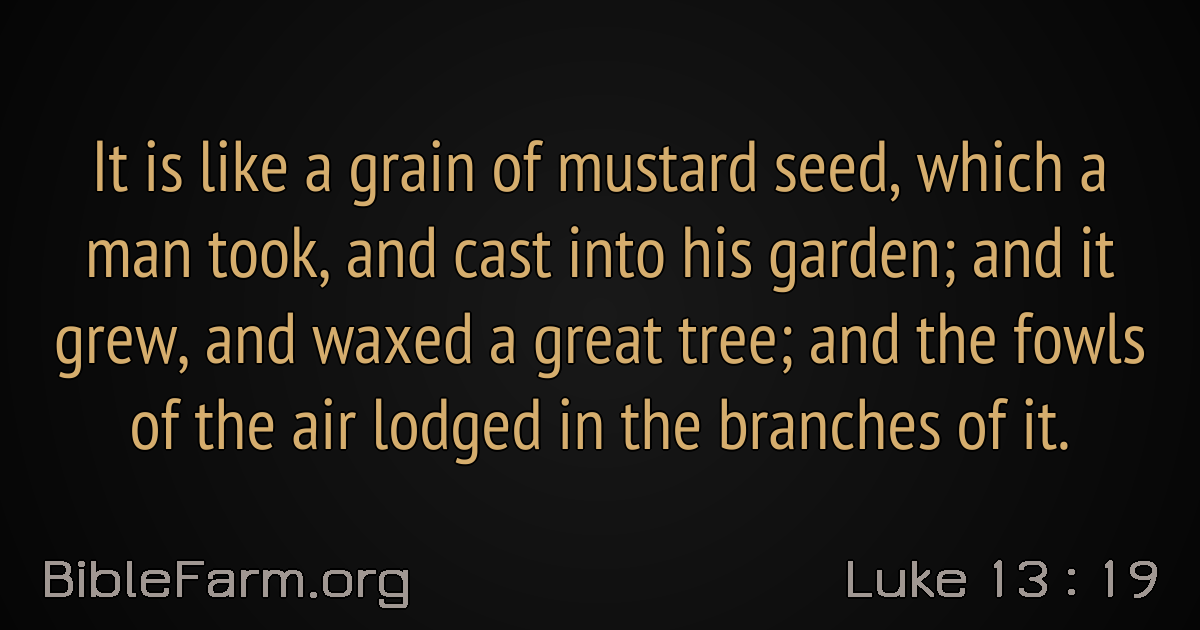 It is like a grain of mustard seed, which a
man took, and cast into his garden; and it
grew, and waxed a great tree; and the fowls
of the air lodged in the branches of it.
BibleFarm.org
Luke 13 : 19